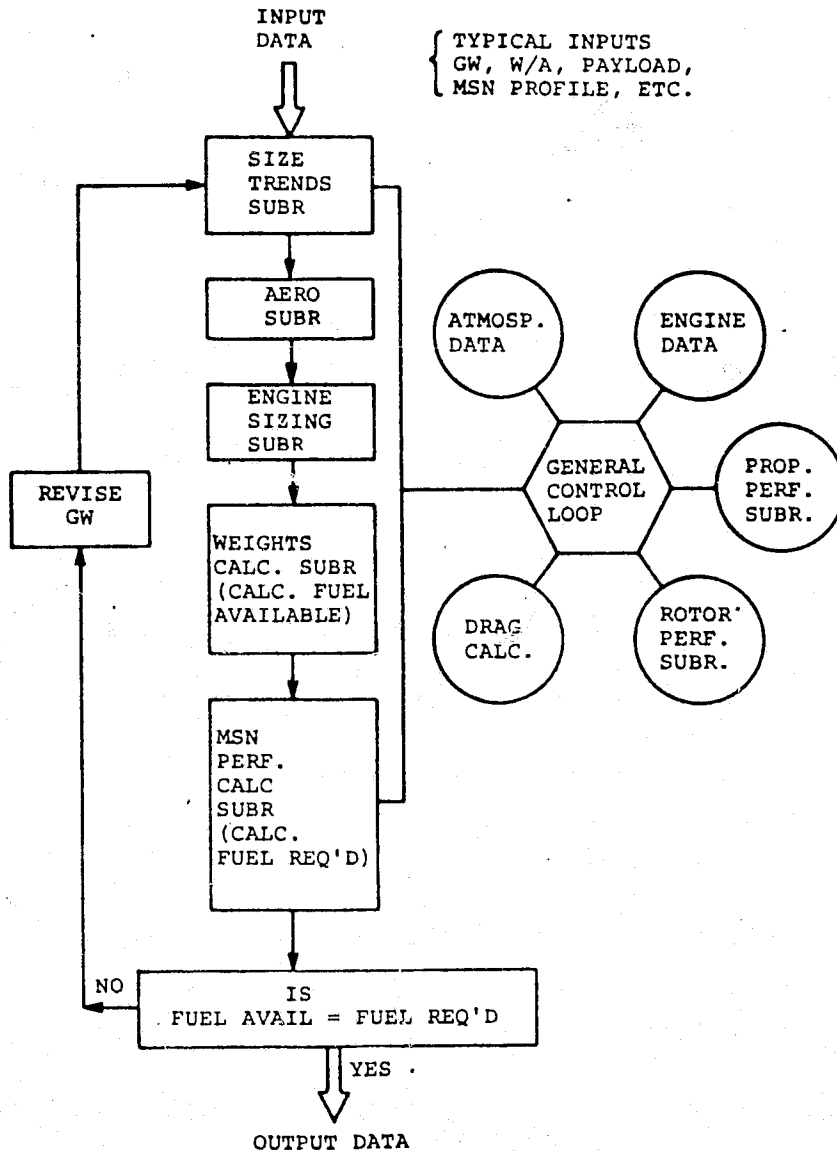 INPUT
DATA
TYPICAL INPUTS
GW, W/A, PAYLOAD,
MSN PROFILE, ETC.
SIZE
TRENDS
SUBR
AERO
SUBR
ENGINE
SIZING
SUBR
WEIGHTS
CALC. SUBR
(CALC. FUEL
AVAILABLE)
MSN
PERF.
CALC
SUBR
(CALC.
FUEL REQ'D)
REVISE
GW
ATMOSP.
DATA
ENGINE
DATA
GENERAL
CONTROL
LOOP
PROP.
PERF.
SUBR.
DRAG
CALC.
ROTOR
PERF.
SUBR.
NO
IS
FUEL AVAIL = FUEL REQ'D
YES
OUTPUT DATA